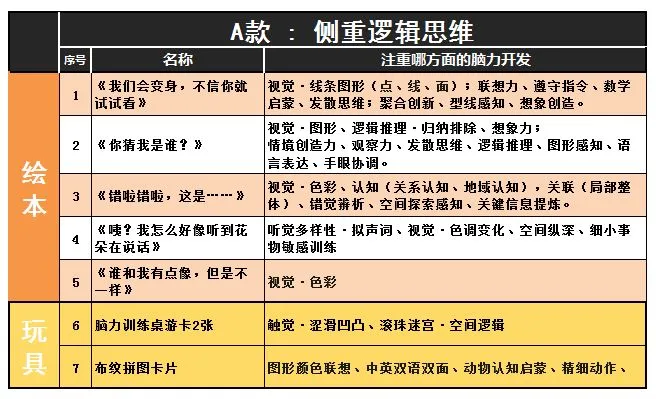 A款 : 侧重逻辑思维
序号 名称 注重哪方面的脑力开发
绘本
1 《我们会变身，不信你就
试试看》
视觉·线条图形（点、线、面）；联想力、遵守指令、数学
启蒙、发散思维；聚合创新、型线感知、想象创造。
2 《你猜我是谁？》
视觉·图形、逻辑推理·归纳排除、想象力；
情境创造力、观察力、发散思维、逻辑推理、图形感知、语
言表达、手眼协调。
3 《错啦错啦，这是……》
视觉·色彩、认知（关系认知、地域认知），关联（局部整
体）、错觉辨析、空间探索感知、关键信息提炼。
4 《咦？我怎么好像听到花
朵在说话》
听觉多样性·拟声词、视觉·色调变化、空间纵深、细小事
物敏感训练
5 《谁和我有点像，但是不
一样》
视觉·色彩
玩具
6 脑力训练桌游卡2张 触觉·涩滑凹凸、滚珠迷宫·空间逻辑
7 布纹拼图卡片 图形颜色联想、中英双语双面、动物认知启蒙、精细动作、